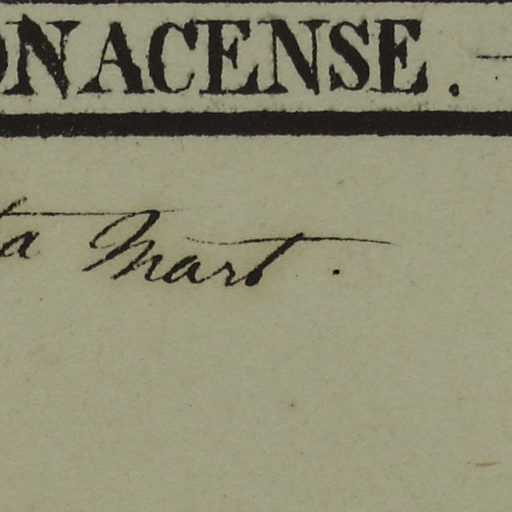 ONACENSE. —
ta Mart.